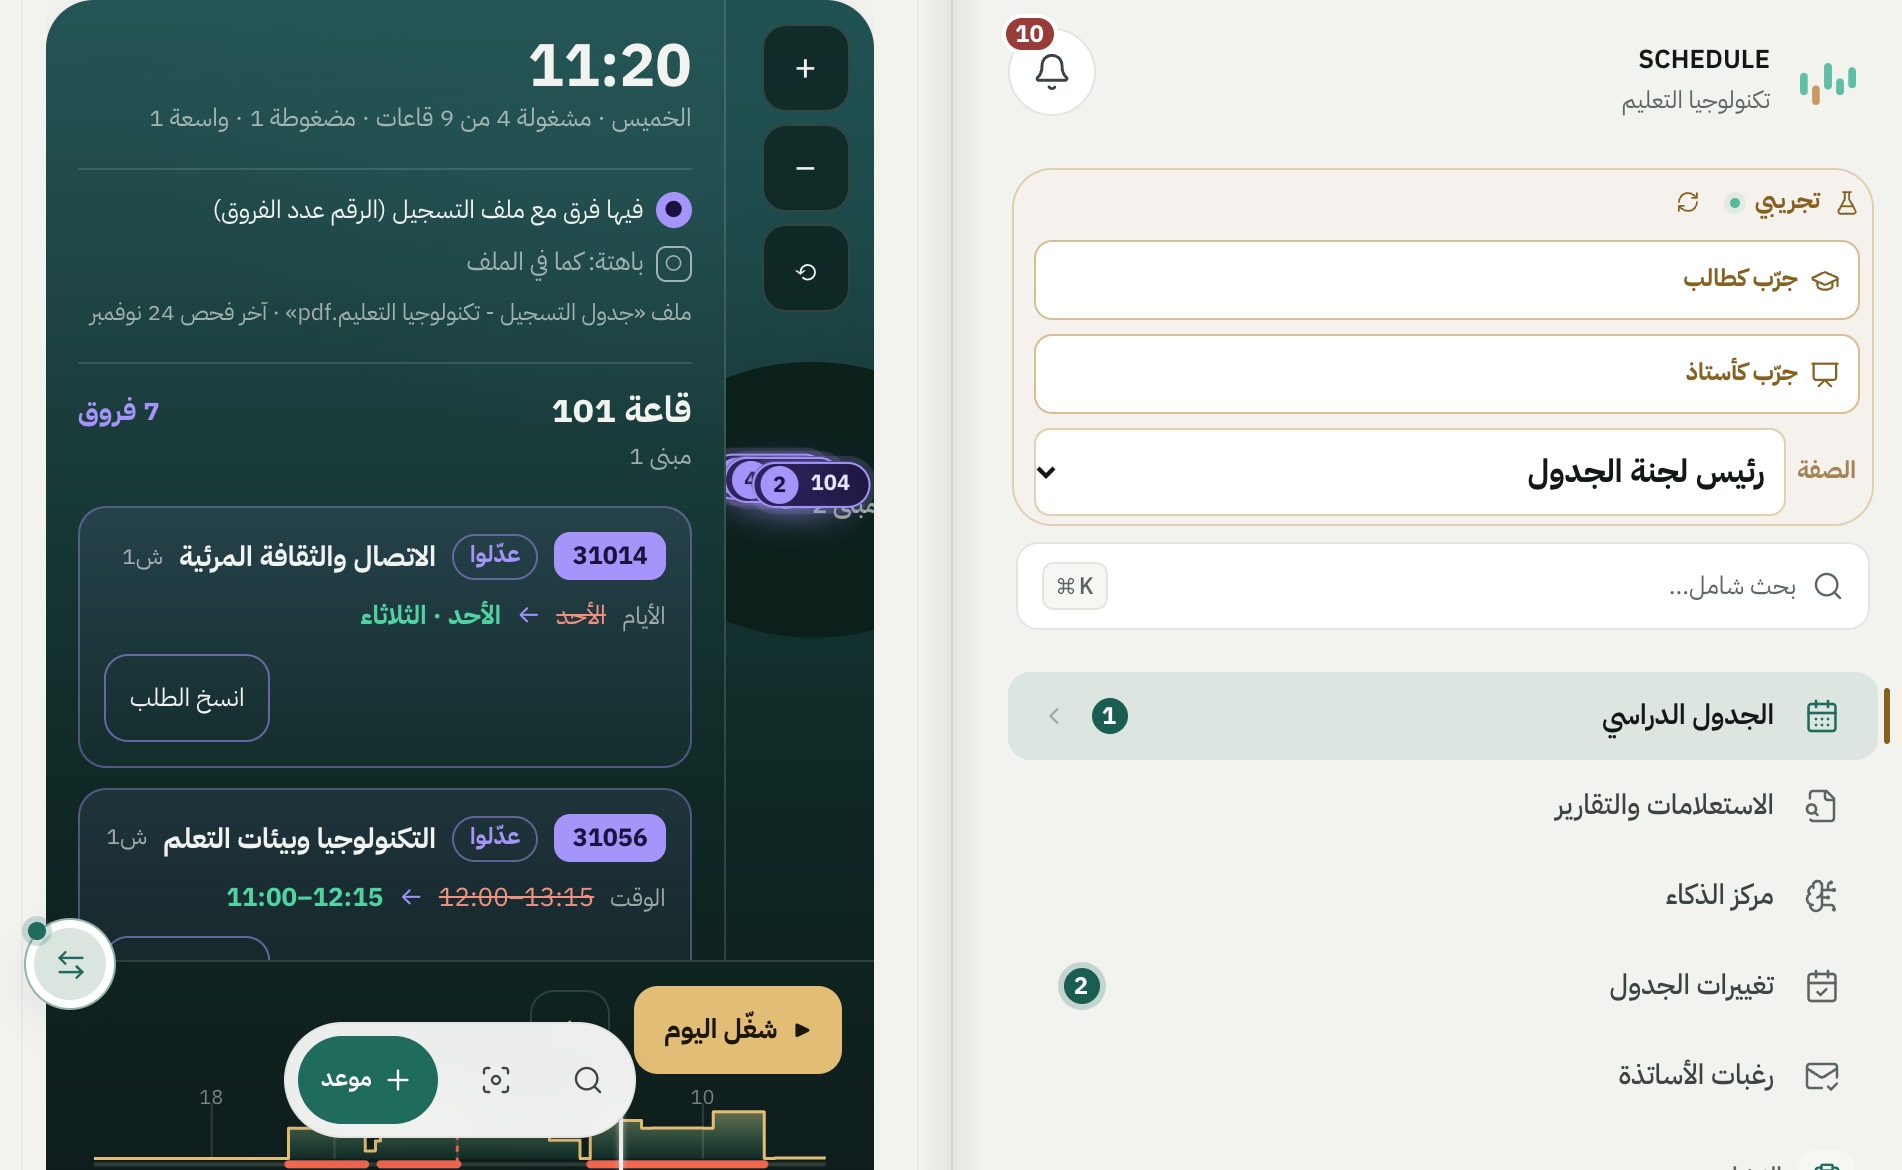 SCHEDULE
تكنولوجيا التعليم
10
تجريبي
جرّب كطالب
جرّب كأستاذ
الصفة
رئيس لجنة الجدول
بحث شامل...
⌘K
الجدول الدراسي
1
الاستعلامات والتقارير
مركز الذكاء
تغييرات الجدول
2
رغبات الأساتذة
+
−
104
2
مبنى 2
11:20
الخميس · مشغولة 4 من 9 قاعات · مضغوطة 1 · واسعة 1
فيها فرق مع ملف التسجيل (الرقم عدد الفروق)
باهتة: كما في الملف
ملف «جدول التسجيل - تكنولوجيا التعليم.pdf» · آخر فحص 24 نوفمبر
قاعة 101
7 فروق
مبنى 1
31014 عدّلوا الاتصال والثقافة المرئية ش1
الأيام الأحد ← الأحد · الثلاثاء
انسخ الطلب
31056 عدّلوا التكنولوجيا وبيئات التعلم ش1
الوقت 12:00–13:15 ← 11:00–12:15
شغّل اليوم
موعد
10
18